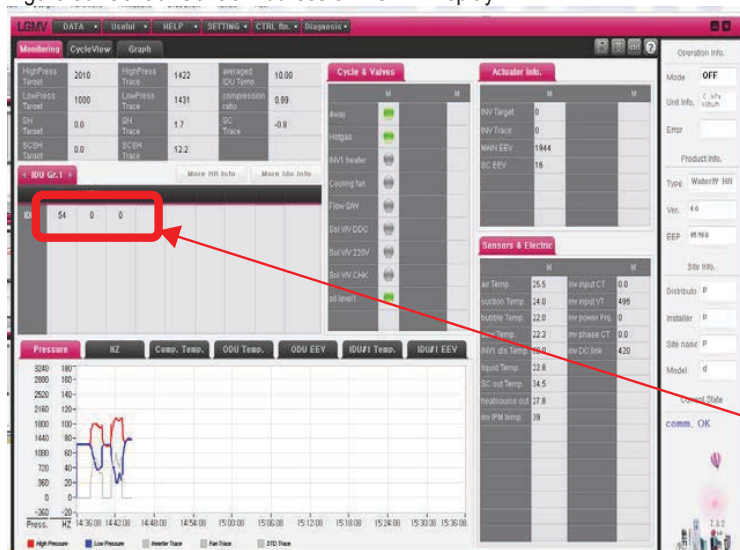 LGMV DATA Useful HELP SETTING CTRL fin. Diagnosis
Monitoring CycleView Graph ctrl ?
HighPress Target 2010 HighPress Trace 1422 averaged IDU Temp. 10.00
LowPress Target 1000 LowPress Trace 1431 compression ratio 0.99
SH Target 0.0 SH Trace 1.7 SC Trace -0.8
SCSH Target 0.0 SCSH Trace 12.2
IDU Gr.1 More HR Info More Idu Info
54 0 0
Cycle & Valves
M M
4way
Hotgas
INV1 heater
Cooling fan
Flow S/W
Sol V/V ODC
Sol V/V 220V
Sol V/V CHK
oil level1
Actuator Info.
M M
INV Target 0
INV Trace 0
MAIN EEV 1944
SC EEV 16
Sensors & Electric
M M
air Temp. 25.5 inv input CT 0.0
suction Temp. 24.0 inv input VT 495
bubble Temp. 22.0 inv power Frq. 0
Temp. 22.3 inv phase CT 0.0
INV1 dis.Temp inv DC link 420
liquid Temp. 22.8
SC out Temp. 34.5
heatsource out 27.8
inv IPM temp. 29
Operation Info.
Mode OFF
Unit Info.
Error
Product Info.
Type WaterIV HR
Ver.
EEP
Site Info.
Distributo P
Installer P
Site name P
Model d
Current State
comm. OK
7.3.2
Pressure HZ Comp. Temp. ODU Temp. ODU EEV IDU#1 Temp. IDU#1 EEV
3240 180
2880 160
2520 140
2160 120
1800 100
1440 80
1080 60
720 40
360 20
0 0
-360 -20
Press. HZ 14:36:08 14:42:08 14:48:08 14:54:08 15:00:08 15:06:08 15:12:08 15:18:08 15:24:08 15:30:08 15:36:08
High Pressure Low Pressure Inverter Trace Fan Trace STD Trace